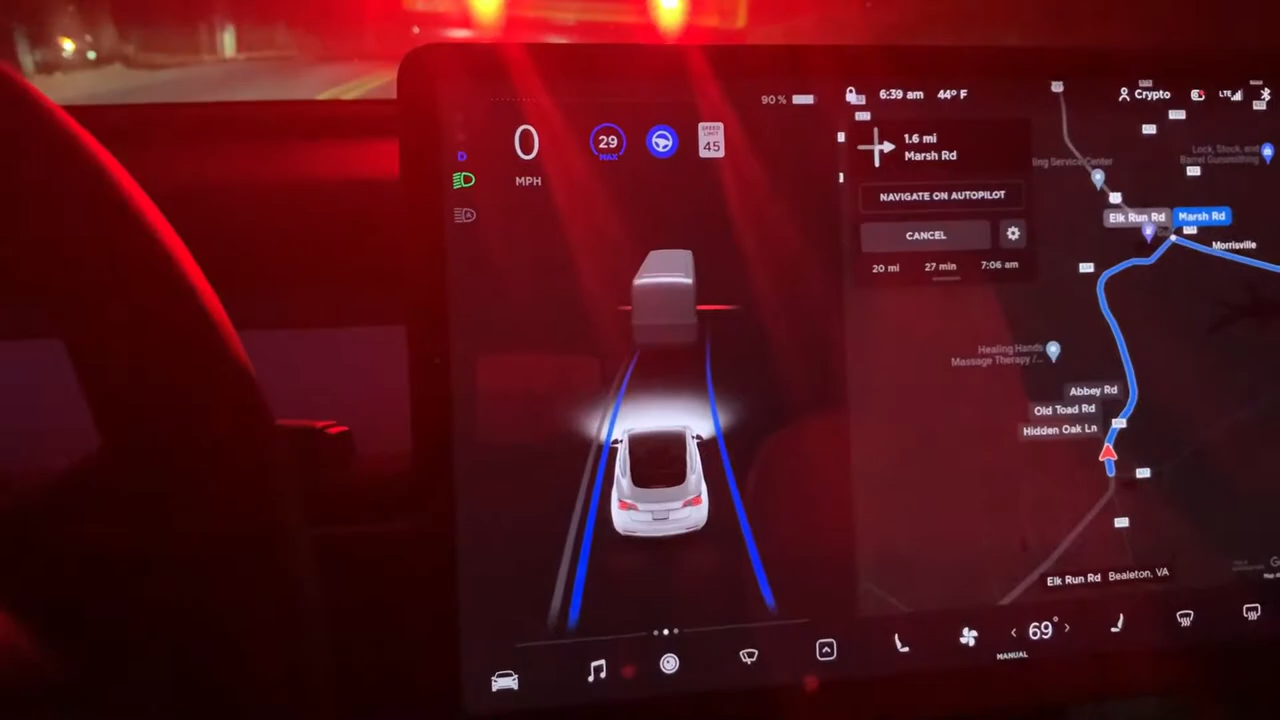 90 %
6:39 am
44° F
Crypto
LTE
D
0
MPH
29
MAX
SPEED
LIMIT
45
1.6 mi
Marsh Rd
NAVIGATE ON AUTOPILOT
CANCEL
20 mi
27 min
7:06 am
Lock, Stock, and
Barrel Gunsmithing
ling Service Center
Elk Run Rd
Marsh Rd
Morrisville
Healing Hands
Massage Therapy /...
Abbey Rd
Old Toad Rd
Hidden Oak Ln
Elk Run Rd
Bealeton, VA
< 69° >
MANUAL
A